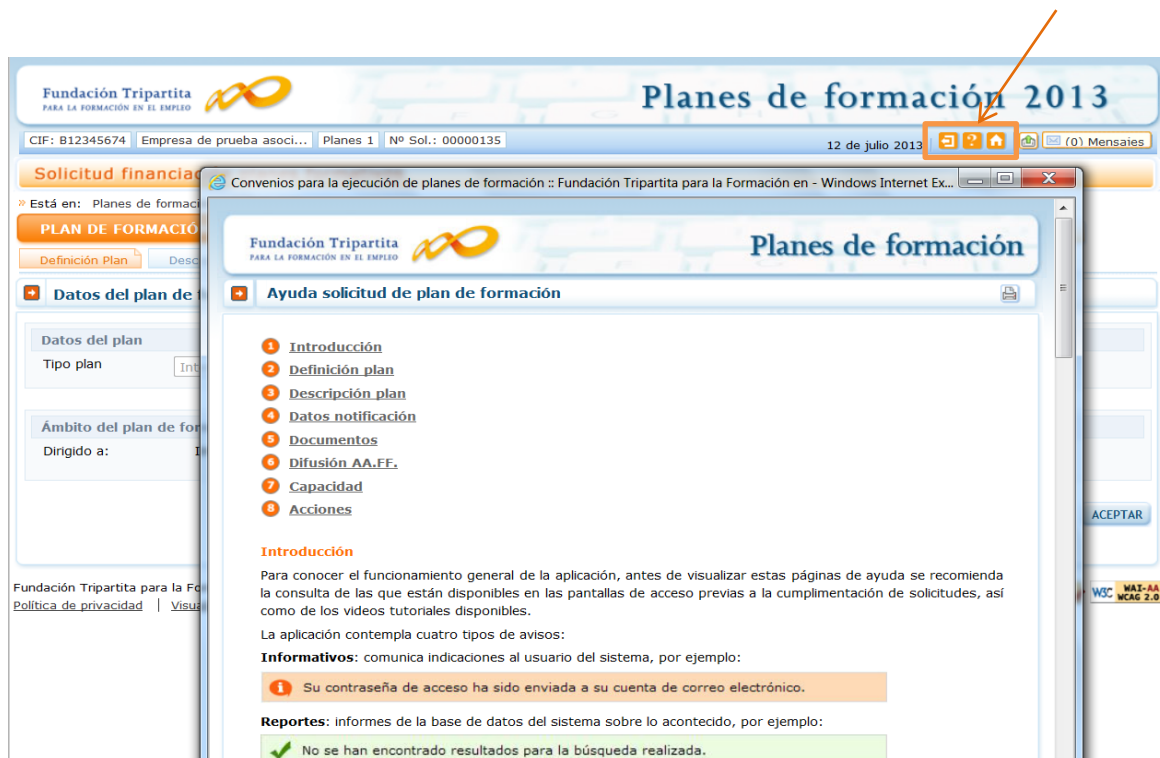 Fundación Tripartita
PARA LA FORMACIÓN EN EL EMPLEO
Planes de formación 2013
CIF: B12345674 Empresa de prueba asoci... Planes 1 Nº Sol.: 00000135
12 de julio 2013 (0) Mensajes
Solicitud financiac
Convenios para la ejecución de planes de formación :: Fundación Tripartita para la Formación en - Windows Internet Ex...
» Está en: Planes de formaci
PLAN DE FORMACIÓ
Definición Plan Desc
Datos del plan de f
Datos del plan
Tipo plan Int
Ámbito del plan de for
Dirigido a: I
ACEPTAR
Fundación Tripartita para la Fo
Política de privacidad | Visua
W3C WAI-AA
WCAG 2.0
Fundación Tripartita
PARA LA FORMACIÓN EN EL EMPLEO
Planes de formación
Ayuda solicitud de plan de formación
1 Introducción
2 Definición plan
3 Descripción plan
4 Datos notificación
5 Documentos
6 Difusión AA.FF.
7 Capacidad
8 Acciones
Introducción
Para conocer el funcionamiento general de la aplicación, antes de visualizar estas páginas de ayuda se recomienda
la consulta de las que están disponibles en las pantallas de acceso previas a la cumplimentación de solicitudes, así
como de los videos tutoriales disponibles.
La aplicación contempla cuatro tipos de avisos:
Informativos: comunica indicaciones al usuario del sistema, por ejemplo:
Su contraseña de acceso ha sido enviada a su cuenta de correo electrónico.
Reportes: informes de la base de datos del sistema sobre lo acontecido, por ejemplo:
No se han encontrado resultados para la búsqueda realizada.